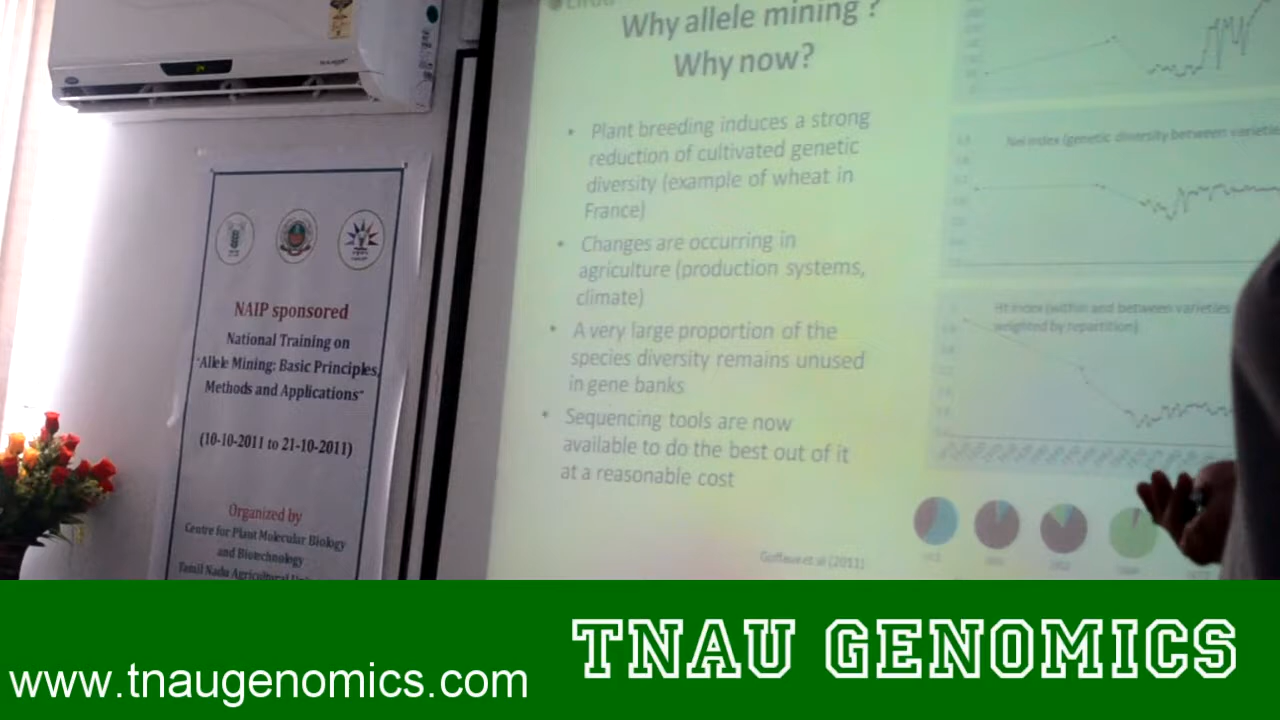 Why allele mining ?
Why now?
• Plant breeding induces a strong
reduction of cultivated genetic
diversity (example of wheat in
France)
• Changes are occurring in
agriculture (production systems,
climate)
• A very large proportion of the
species diversity remains unused
in gene banks
• Sequencing tools are now
available to do the best out of it
at a reasonable cost
Nei index (genetic diversity between varieties
Ht index (within and between varieties
weighted by repartition)
(2011)
NAIP sponsored
National Training on
"Allele Mining: Basic Principles,
Methods and Applications"
(10-10-2011 to 21-10-2011)
Organized by
Centre for Plant Molecular Biology
and Biotechnology
Tamil Nadu Agricultural
TNAU GENOMICS
www.tnaugenomics.com